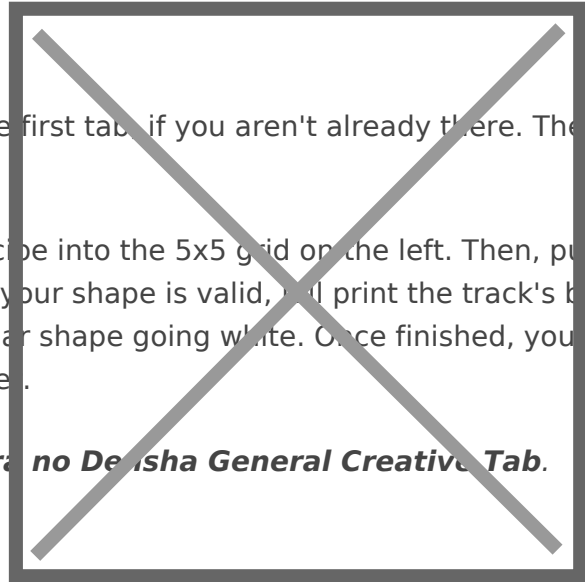 first tab, if you aren't already there. The
into the 5x5 grid on the left. Then, pu
your shape is valid, print the track's b
ar shape going white. Once finished, you
no Densha General Creative Tab.